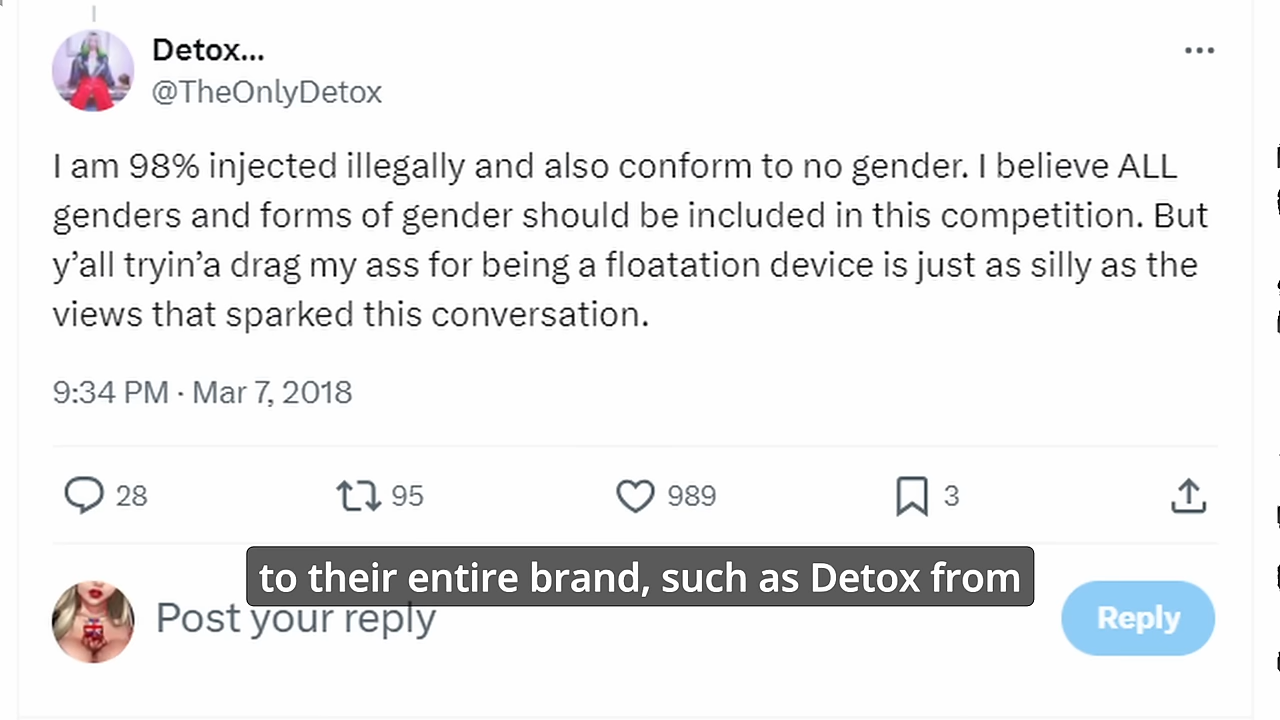 Detox...
@TheOnlyDetox
I am 98% injected illegally and also conform to no gender. I believe ALL
genders and forms of gender should be included in this competition. But
y’all tryin’a drag my ass for being a floatation device is just as silly as the
views that sparked this conversation.
9:34 PM · Mar 7, 2018
28 95 989 3
to their entire brand, such as Detox from
Post your reply
Reply